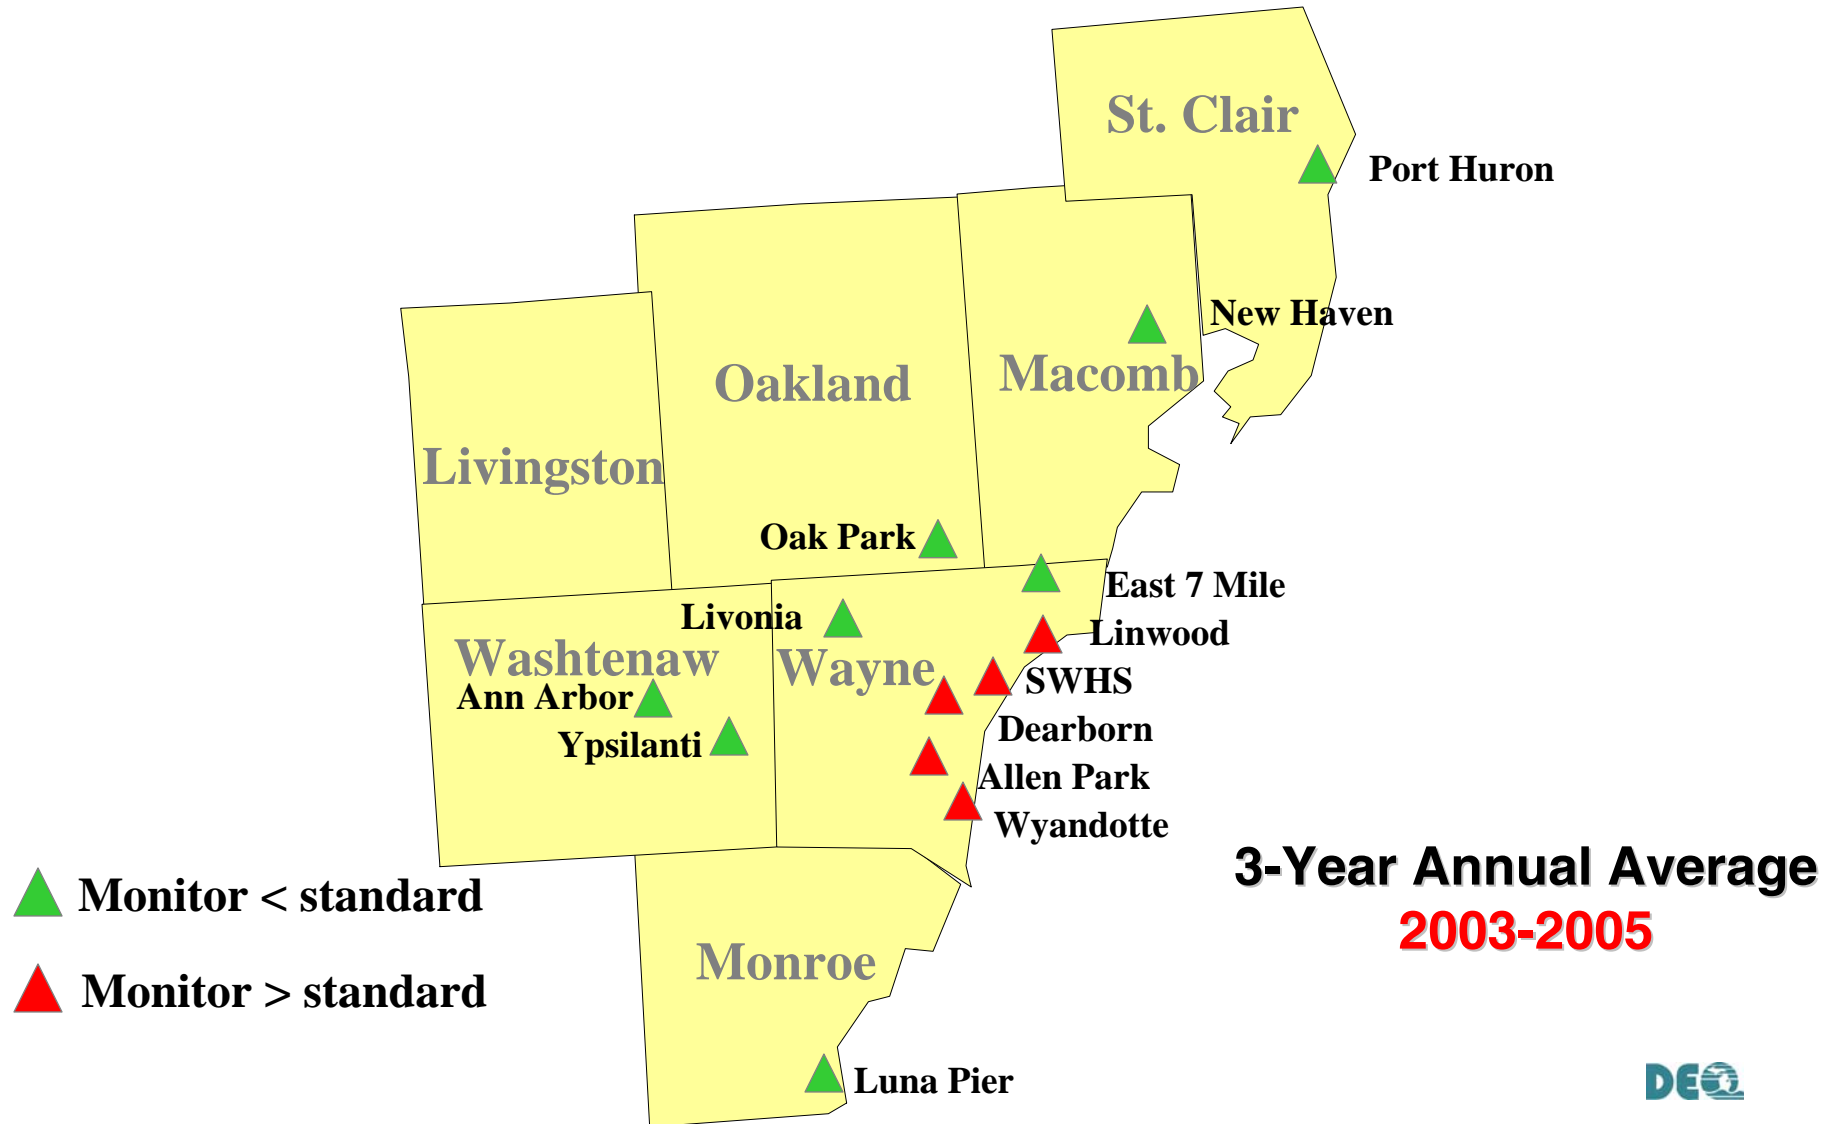 St. Clair
Port Huron
New Haven
Macomb
Oakland
Livingston
Oak Park
East 7 Mile
Livonia
Linwood
Washtenaw
Wayne
SWHS
Ann Arbor
Dearborn
Ypsilanti
Allen Park
Wyandotte
3-Year Annual Average
2003-2005
Monitor < standard
Monitor > standard
Monroe
Luna Pier
DEQ